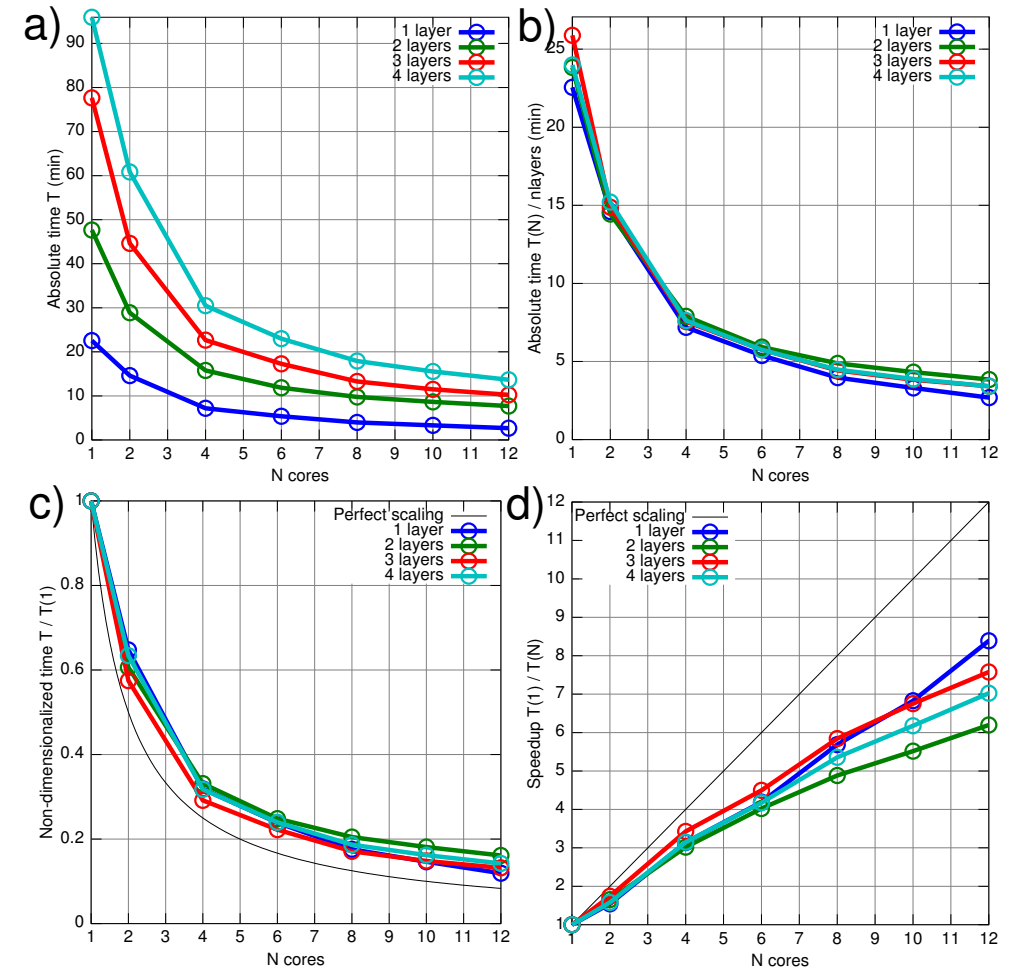 a)
Absolute time T (min)
0
10
20
30
40
50
60
70
80
90
1 layer
2 layers
3 layers
4 layers
1 2 3 4 5 6 7 8 9 10 11 12
N cores
b)
Absolute time T(N) / nlayers (min)
0
5
10
15
20
25
1 layer
2 layers
3 layers
4 layers
1 2 3 4 5 6 7 8 9 10 11 12
N cores
c)
Non-dimensionalized time T / T(1)
0
0.2
0.4
0.6
0.8
1
Perfect scaling
1 layer
2 layers
3 layers
4 layers
1 2 3 4 5 6 7 8 9 10 11 12
N cores
d)
Speedup T(1) / T(N)
1
2
3
4
5
6
7
8
9
10
11
12
Perfect scaling
1 layer
2 layers
3 layers
4 layers
1 2 3 4 5 6 7 8 9 10 11 12
N cores